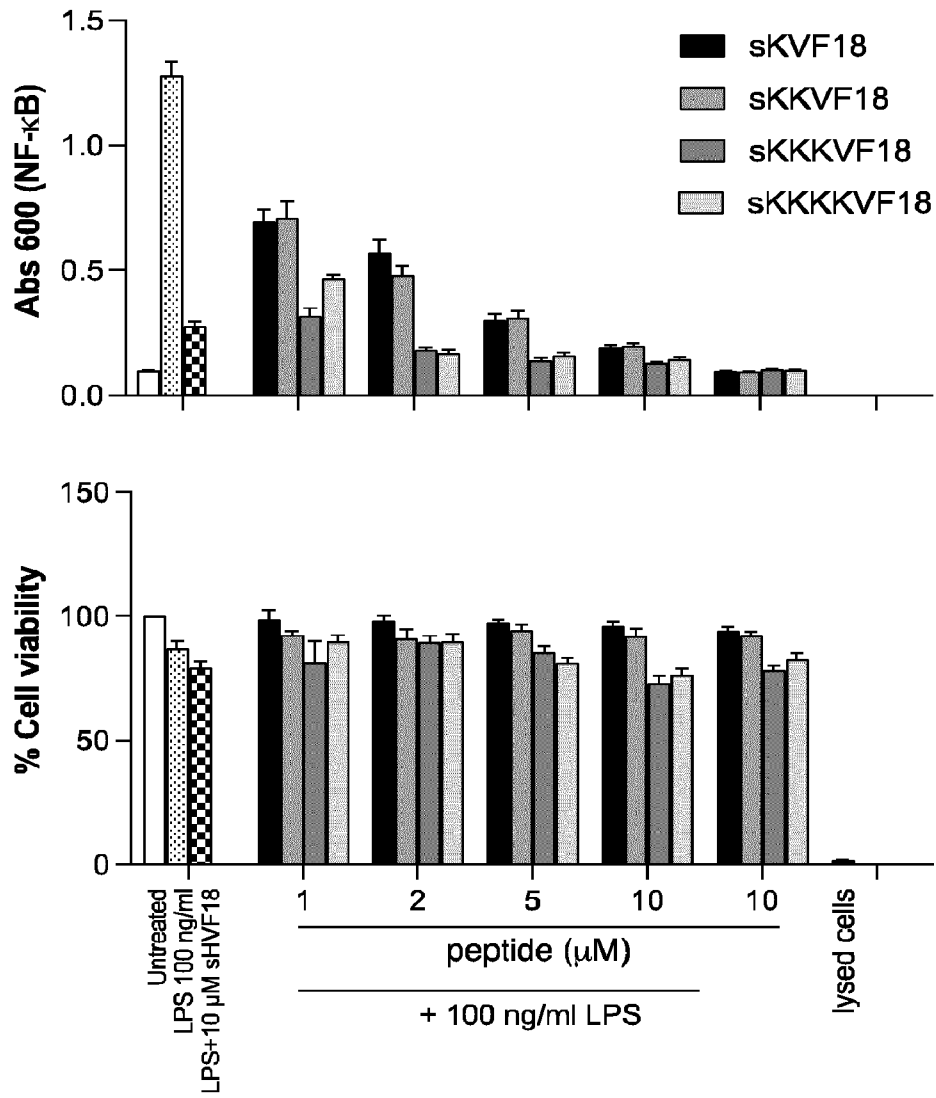 1.5
1.0
0.5
0.0
Abs 600 (NF-κB)
sKVF18
sKKVF18
sKKKVF18
sKKKKVF18
150
100
50
0
% Cell viability
Untreated
LPS 100 ng/ml
LPS+10 μM sHVF18
1 2 5 10 10
lysed cells
peptide (μM)
+ 100 ng/ml LPS